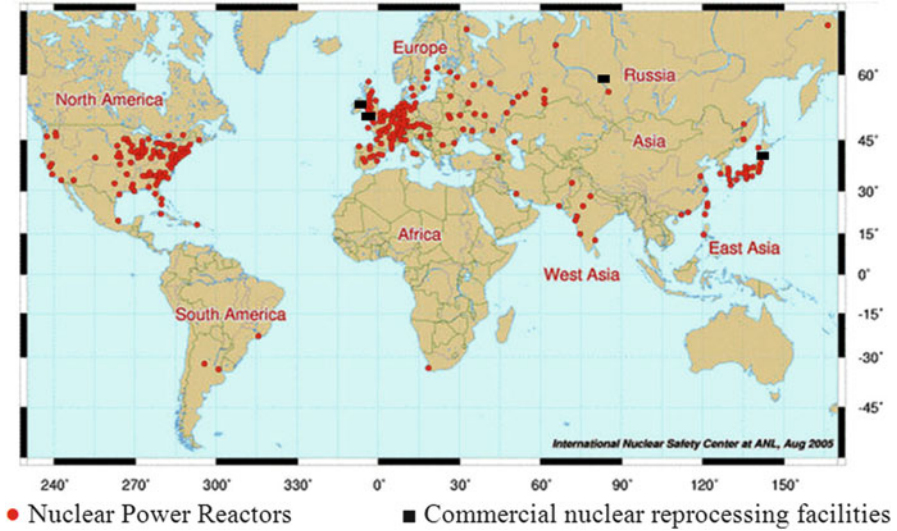 Europe
60˚
Russia
North America
Asia
45˚
30˚
Africa
15˚
East Asia
West Asia
0˚
South America
-15˚
-30˚
-45˚
International Nuclear Safety Center at ANL, Aug 2005
240˚ 270˚ 300˚ 330˚ 0˚ 30˚ 60˚ 90˚ 120˚ 150˚
Nuclear Power Reactors Commercial nuclear reprocessing facilities